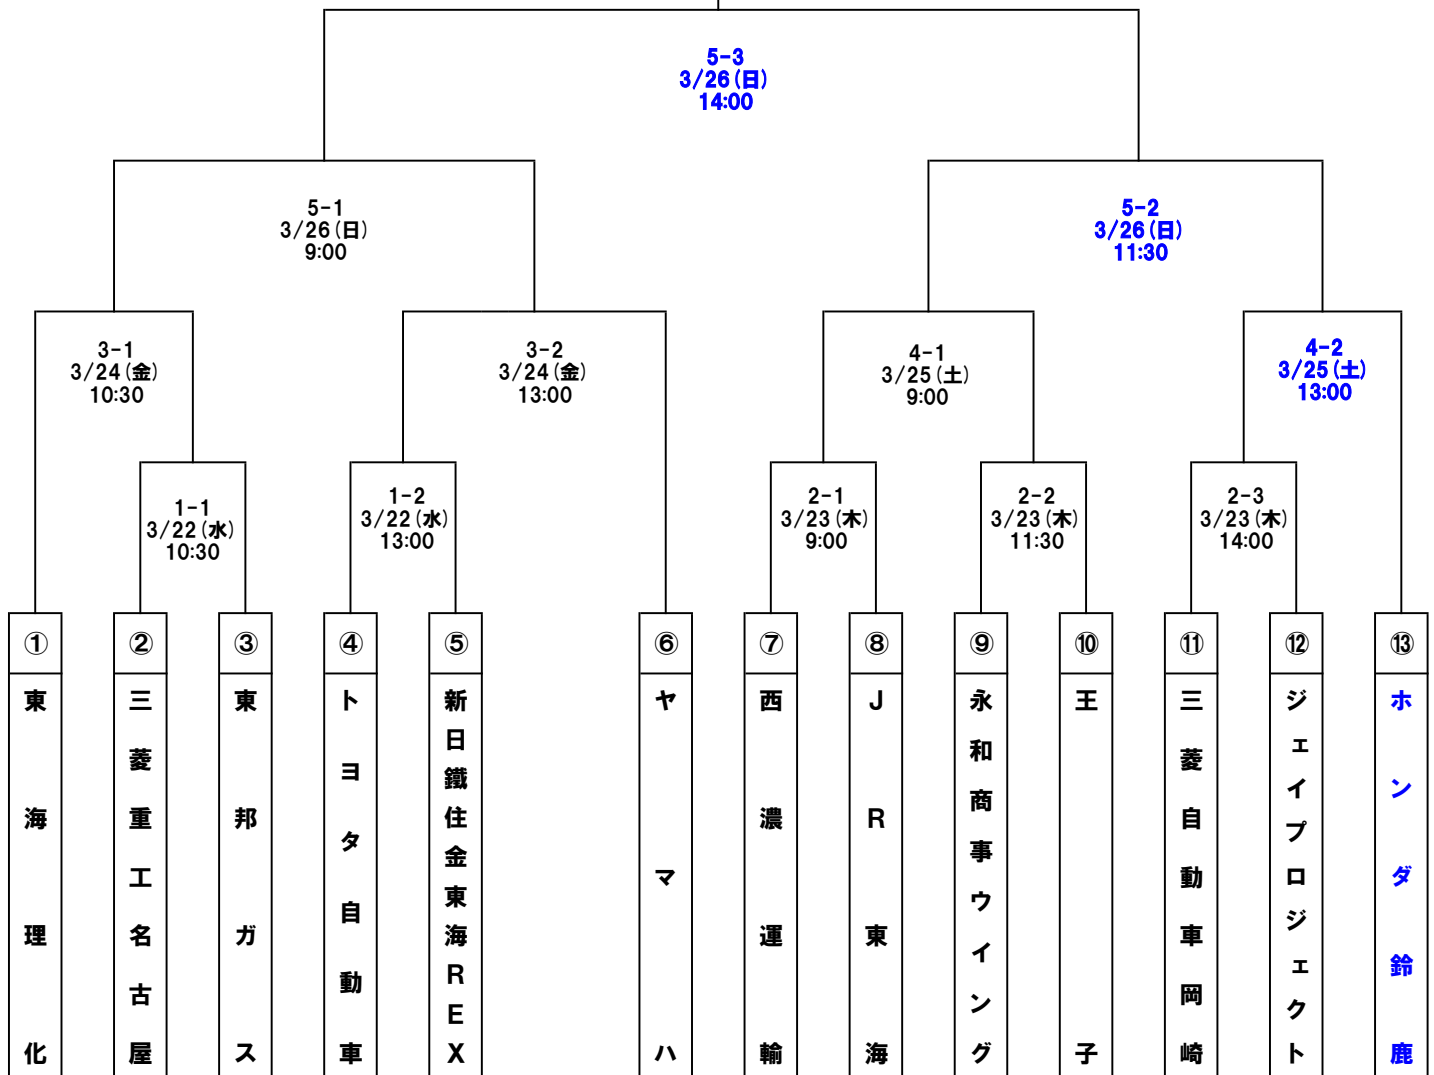 5-3
3/26(日)
14:00
5-1
3/26(日)
9:00
5-2
3/26(日)
11:30
3-1
3/24(金)
10:30
3-2
3/24(金)
13:00
4-1
3/25(土)
9:00
4-2
3/25(土)
13:00
1-1
3/22(水)
10:30
1-2
3/22(水)
13:00
2-1
3/23(木)
9:00
2-2
3/23(木)
11:30
2-3
3/23(木)
14:00
①
東海理化
②
三菱重工名古屋
③
東邦ガス
④
トヨタ自動車
⑤
新日鐵住金東海REX
⑥
ヤマハ
⑦
西濃運輸
⑧
JR東海
⑨
永和商事ウイング
⑩
王子
⑪
三菱自動車岡崎
⑫
ジェイプロジェクト
⑬
ホンダ鈴鹿